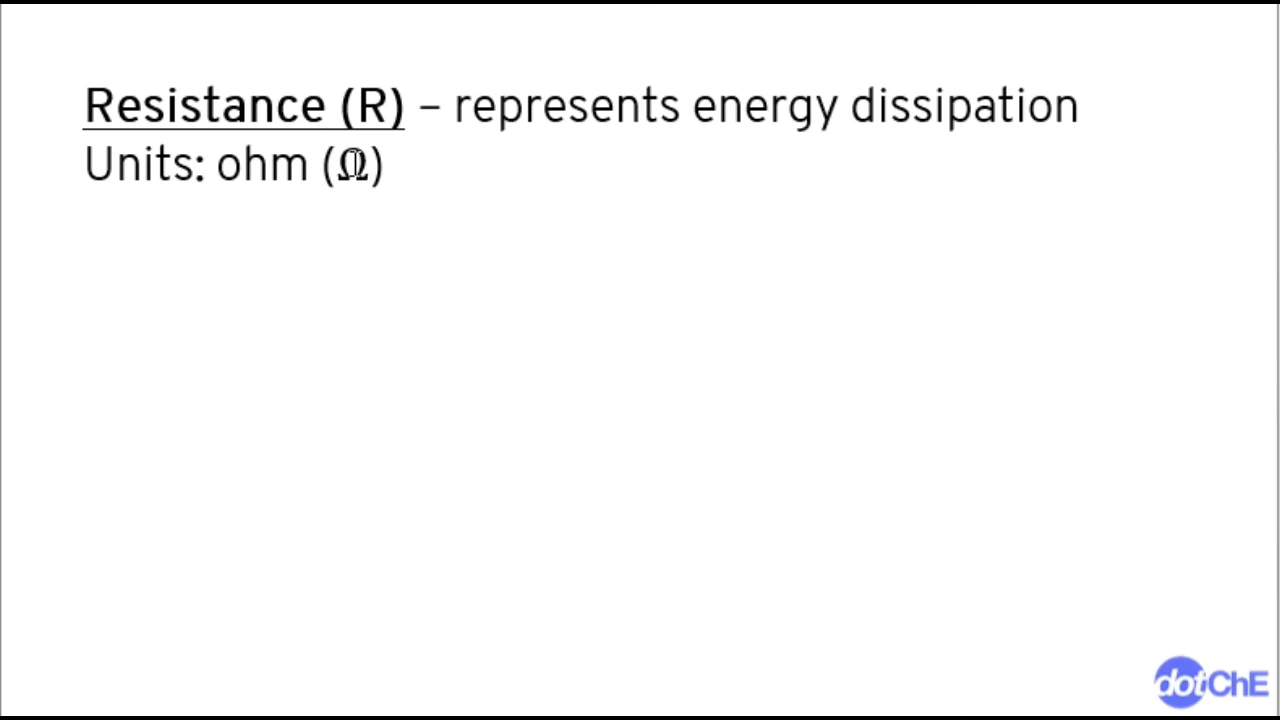 Resistance (R) – represents energy dissipation
Units: ohm (Ω)
dotChE